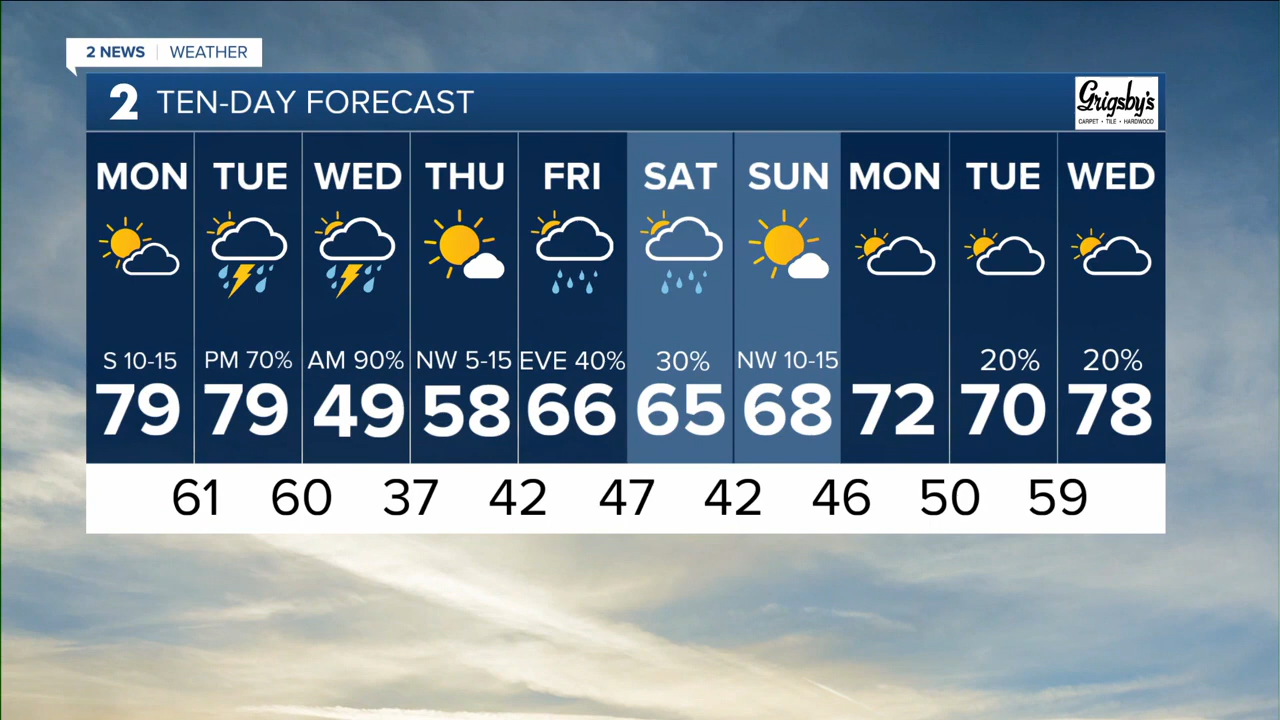 2 NEWS | WEATHER
2 TEN-DAY FORECAST
Grigsby's
CARPET • TILE • HARDWOOD
MON TUE WED THU FRI SAT SUN MON TUE WED
S 10-15 PM 70% AM 90% NW 5-15 EVE 40% 30% NW 10-15 20% 20%
79 79 49 58 66 65 68 72 70 78
61 60 37 42 47 42 46 50 59